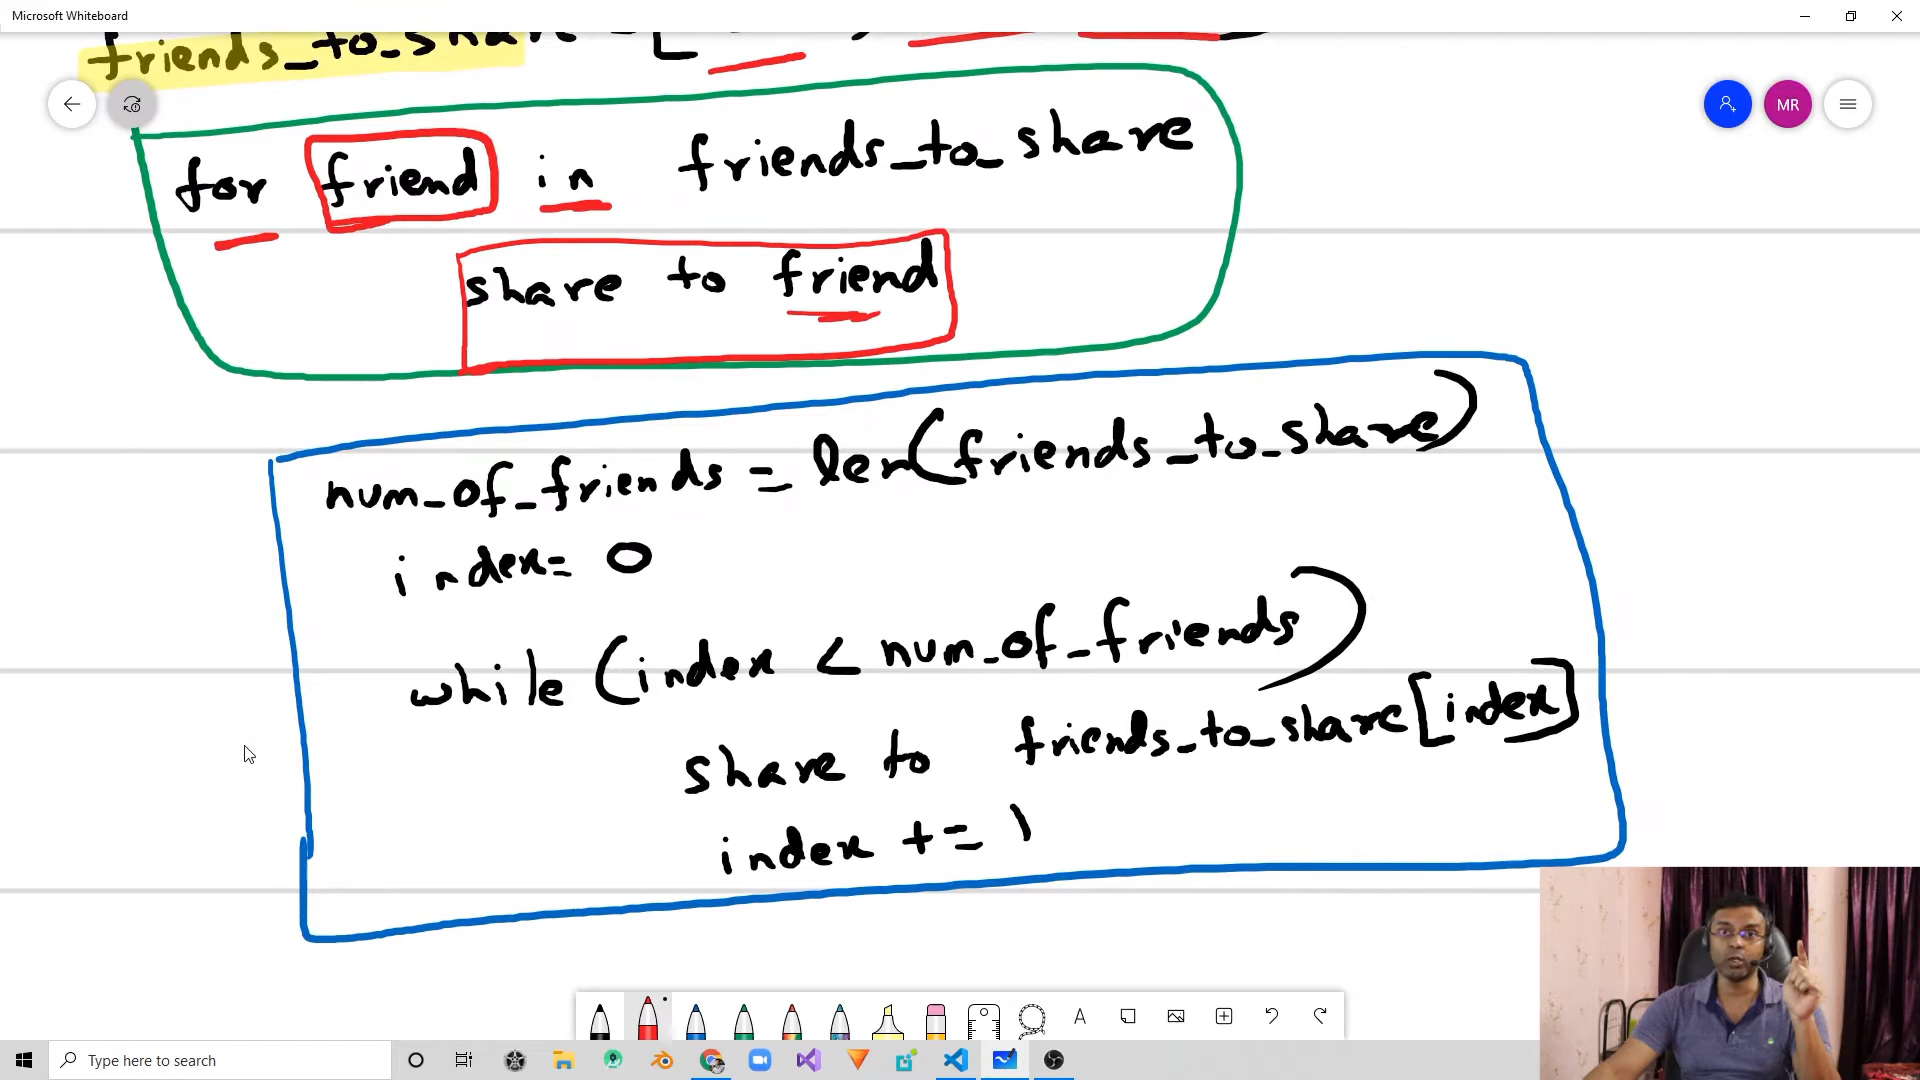 Microsoft Whiteboard
friends_to_share = [
MR
for friend in friends_to_share
share to friend
num_of_friends = len(friends_to_share)
index= 0
while (index < num_of_friends)
share to friends_to_share[index]
index += 1
A
Type here to search